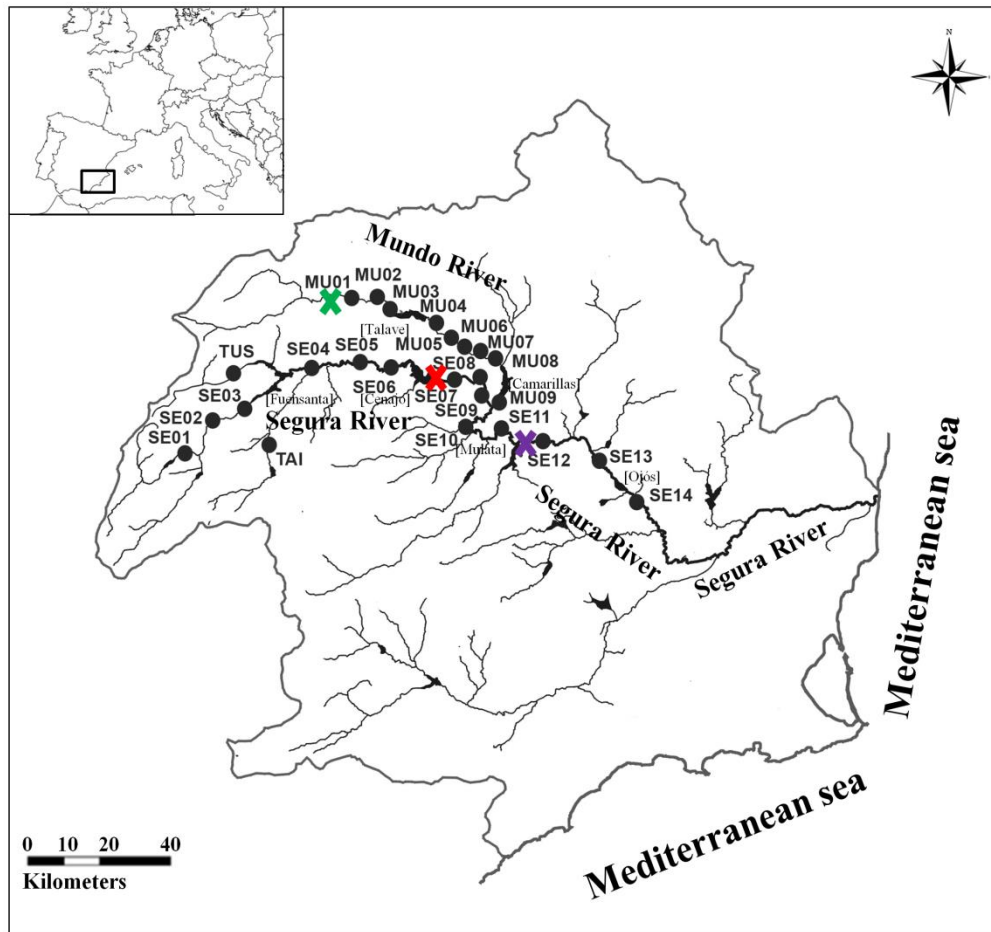 N
Mundo River
MU01
MU02
MU03
MU04
[Talave]
MU05
MU06
MU07
MU08
[Camarillas]
MU09
TUS
SE04
SE05
SE06
[Cenajo]
SE07
SE08
SE03
[Fuensanta]
SE02
Segura River
SE09
SE11
SE01
SE10
TAI
[Mulata]
SE12
SE13
[Ojós]
SE14
Segura River
Segura River
Mediterranean sea
Mediterranean sea
0 10 20 40
Kilometers